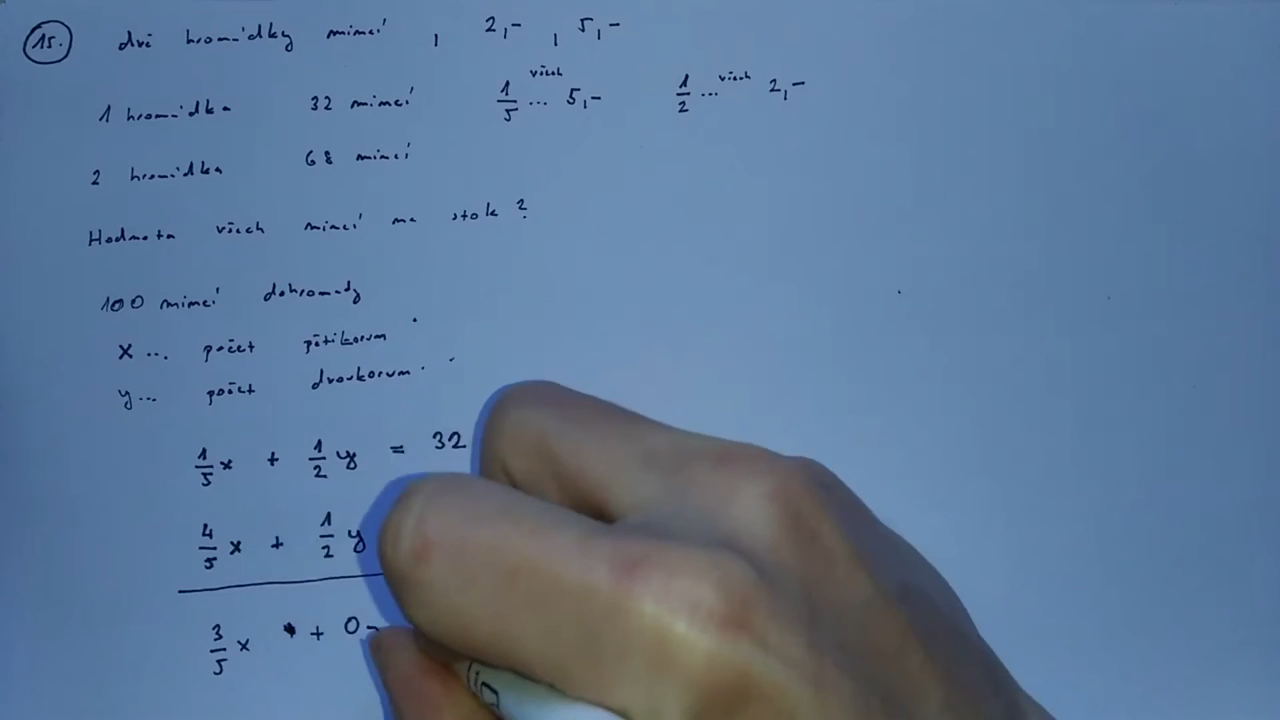 15. dvě hromádky mincí , 2,- , 5,-
1 hromádka 32 mincí 1/5 ... všech 5,- 1/2 ... všech 2,-
2 hromádka 68 mincí
Hodnota všech mincí na stole ?
100 mincí dohromady
x ... počet pětikorun
y ... počet dvoukorun
1/5 x + 1/2 y = 32
4/5 x + 1/2 y
3/5 x + 0